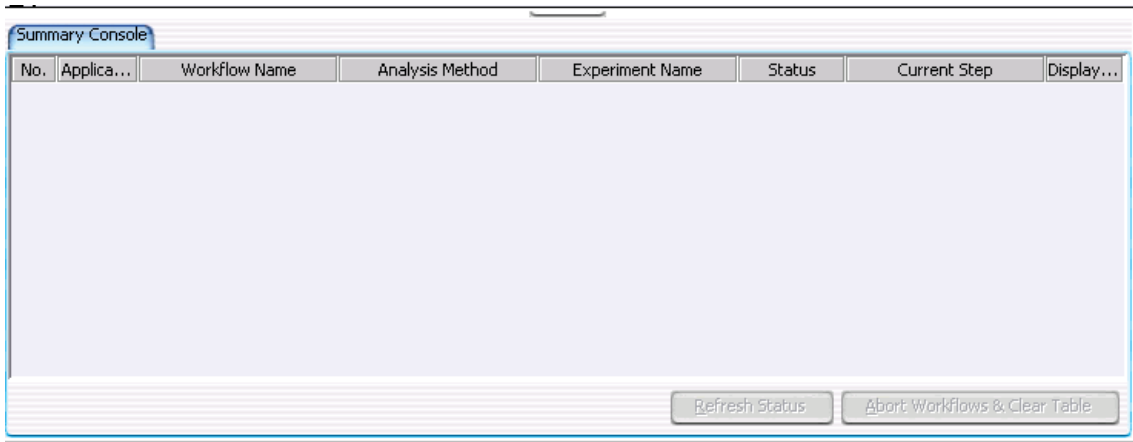 Summary Console
No. Applica... Workflow Name Analysis Method Experiment Name Status Current Step Display...
Refresh Status Abort Workflows & Clear Table